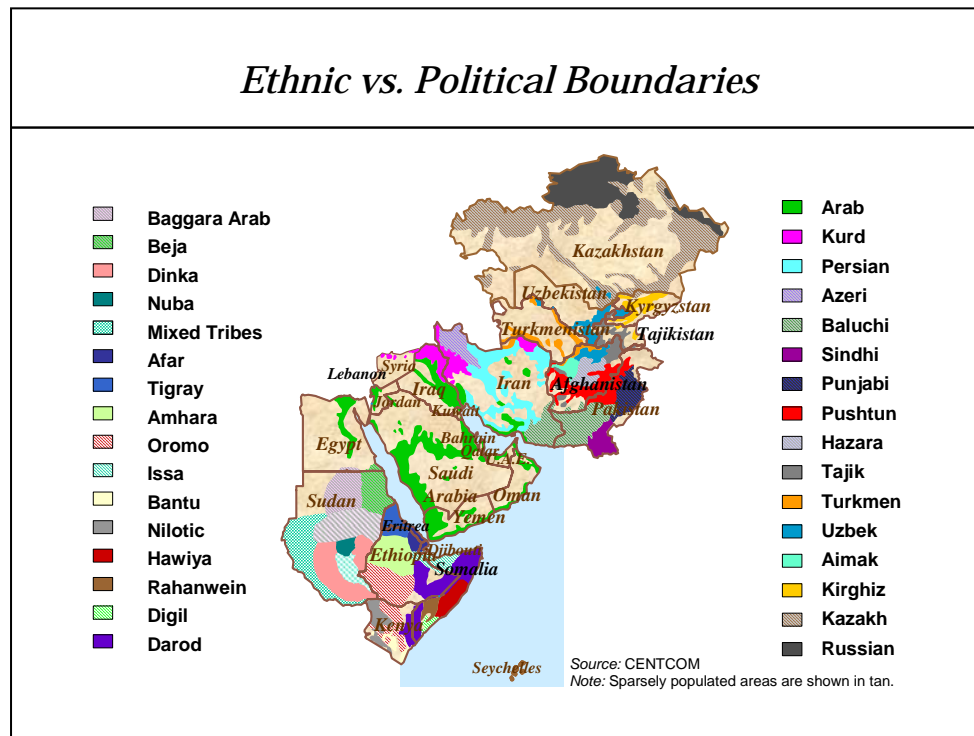 Ethnic vs. Political Boundaries
Baggara Arab
Beja
Dinka
Nuba
Mixed Tribes
Afar
Tigray
Amhara
Oromo
Issa
Bantu
Nilotic
Hawiya
Rahanwein
Digil
Darod
Kazakhstan
Uzbekistan
Kyrgyzstan
Turkmenistan
Tajikistan
Syria
Lebanon
Iraq
Iran
Afghanistan
Jordan
Kuwait
Pakistan
Egypt
Bahrain
Qatar
U.A.E.
Saudi
Arabia
Oman
Sudan
Yemen
Eritrea
Djibouti
Ethiopia
Somalia
Kenya
Seychelles
Arab
Kurd
Persian
Azeri
Baluchi
Sindhi
Punjabi
Pushtun
Hazara
Tajik
Turkmen
Uzbek
Aimak
Kirghiz
Kazakh
Russian
Source: CENTCOM
Note: Sparsely populated areas are shown in tan.